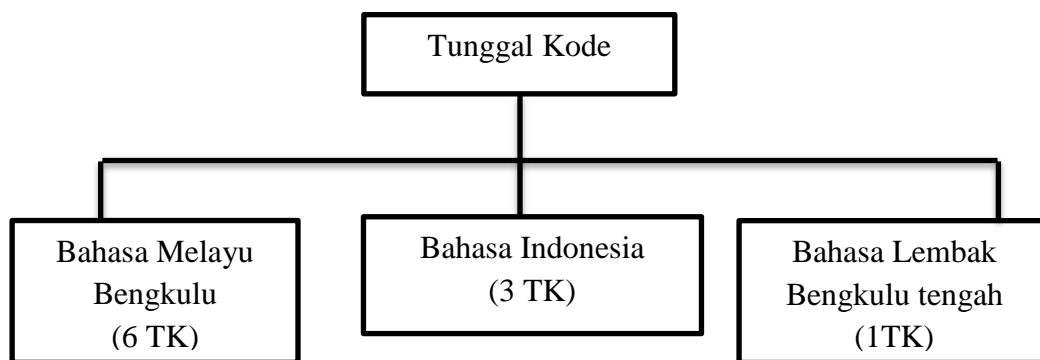 Tunggal Kode
Bahasa Melayu
Bengkulu
(6 TK)
Bahasa Indonesia
(3 TK)
Bahasa Lembak
Bengkulu tengah
(1TK)